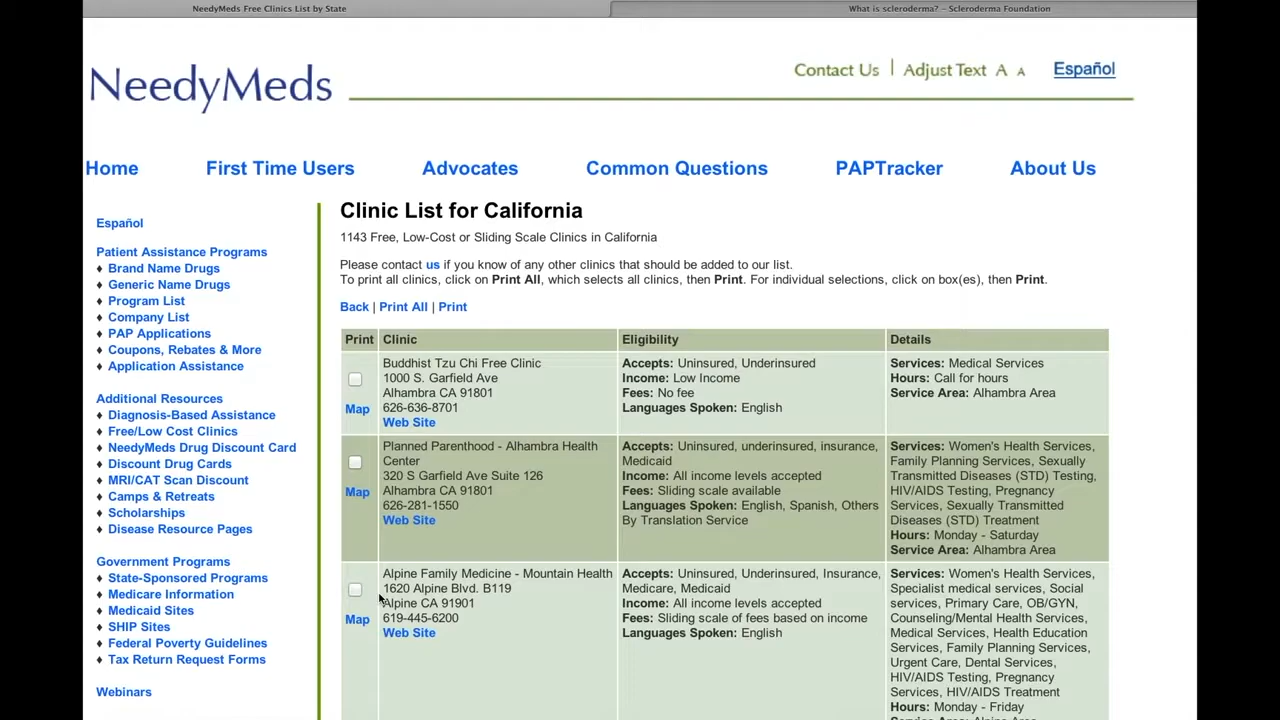 NeedyMeds Free Clinics List by State
What is scleroderma? – Scleroderma Foundation
NeedyMeds
Contact Us | Adjust Text A A
Español
Home
First Time Users
Advocates
Common Questions
PAPTracker
About Us
Español
Patient Assistance Programs
♦ Brand Name Drugs
♦ Generic Name Drugs
♦ Program List
♦ Company List
♦ PAP Applications
♦ Coupons, Rebates & More
♦ Application Assistance
Additional Resources
♦ Diagnosis-Based Assistance
♦ Free/Low Cost Clinics
♦ NeedyMeds Drug Discount Card
♦ Discount Drug Cards
♦ MRI/CAT Scan Discount
♦ Camps & Retreats
♦ Scholarships
♦ Disease Resource Pages
Government Programs
♦ State-Sponsored Programs
♦ Medicare Information
♦ Medicaid Sites
♦ SHIP Sites
♦ Federal Poverty Guidelines
♦ Tax Return Request Forms
Webinars
Clinic List for California
1143 Free, Low-Cost or Sliding Scale Clinics in California
Please contact us if you know of any other clinics that should be added to our list.
To print all clinics, click on Print All, which selects all clinics, then Print. For individual selections, click on box(es), then Print.
Back | Print All | Print
Print
Clinic
Eligibility
Details
Map
Buddhist Tzu Chi Free Clinic
1000 S. Garfield Ave
Alhambra CA 91801
626-636-8701
Web Site
Accepts: Uninsured, Underinsured
Income: Low Income
Fees: No fee
Languages Spoken: English
Services: Medical Services
Hours: Call for hours
Service Area: Alhambra Area
Map
Planned Parenthood - Alhambra Health
Center
320 S Garfield Ave Suite 126
Alhambra CA 91801
626-281-1550
Web Site
Accepts: Uninsured, underinsured, insurance,
Medicaid
Income: All income levels accepted
Fees: Sliding scale available
Languages Spoken: English, Spanish, Others
By Translation Service
Services: Women's Health Services,
Family Planning Services, Sexually
Transmitted Diseases (STD) Testing,
HIV/AIDS Testing, Pregnancy
Services, Sexually Transmitted
Diseases (STD) Treatment
Hours: Monday - Saturday
Service Area: Alhambra Area
Map
Alpine Family Medicine - Mountain Health
1620 Alpine Blvd. B119
Alpine CA 91901
619-445-6200
Web Site
Accepts: Uninsured, Underinsured, Insurance,
Medicare, Medicaid
Income: All income levels accepted
Fees: Sliding scale of fees based on income
Languages Spoken: English
Services: Women's Health Services,
Specialist medical services, Social
services, Primary Care, OB/GYN,
Counseling/Mental Health Services,
Medical Services, Health Education
Services, Family Planning Services,
Urgent Care, Dental Services,
HIV/AIDS Testing, Pregnancy
Services, HIV/AIDS Treatment
Hours: Monday - Friday
Service Area: Alpine Area